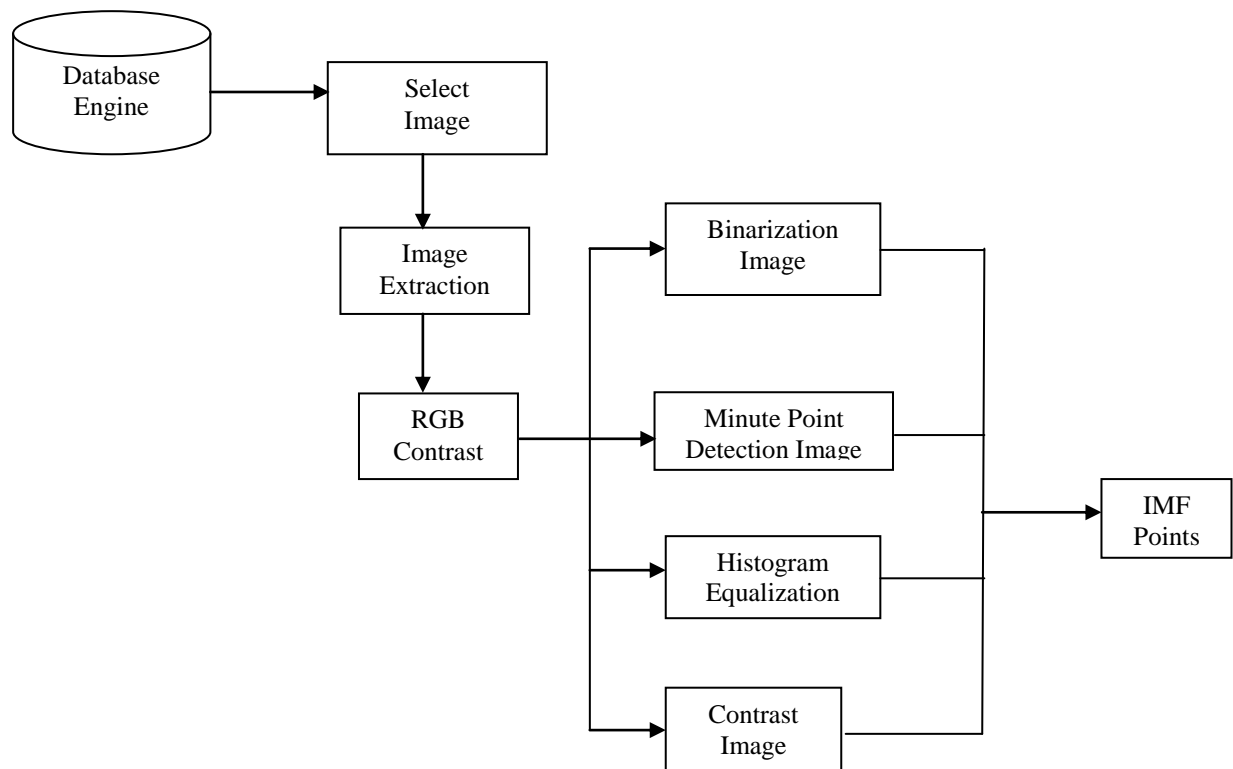 Database
Engine
Select
Image
Image
Extraction
RGB
Contrast
Binarization
Image
Minute Point
Detection Image
Histogram
Equalization
Contrast
Image
IMF
Points